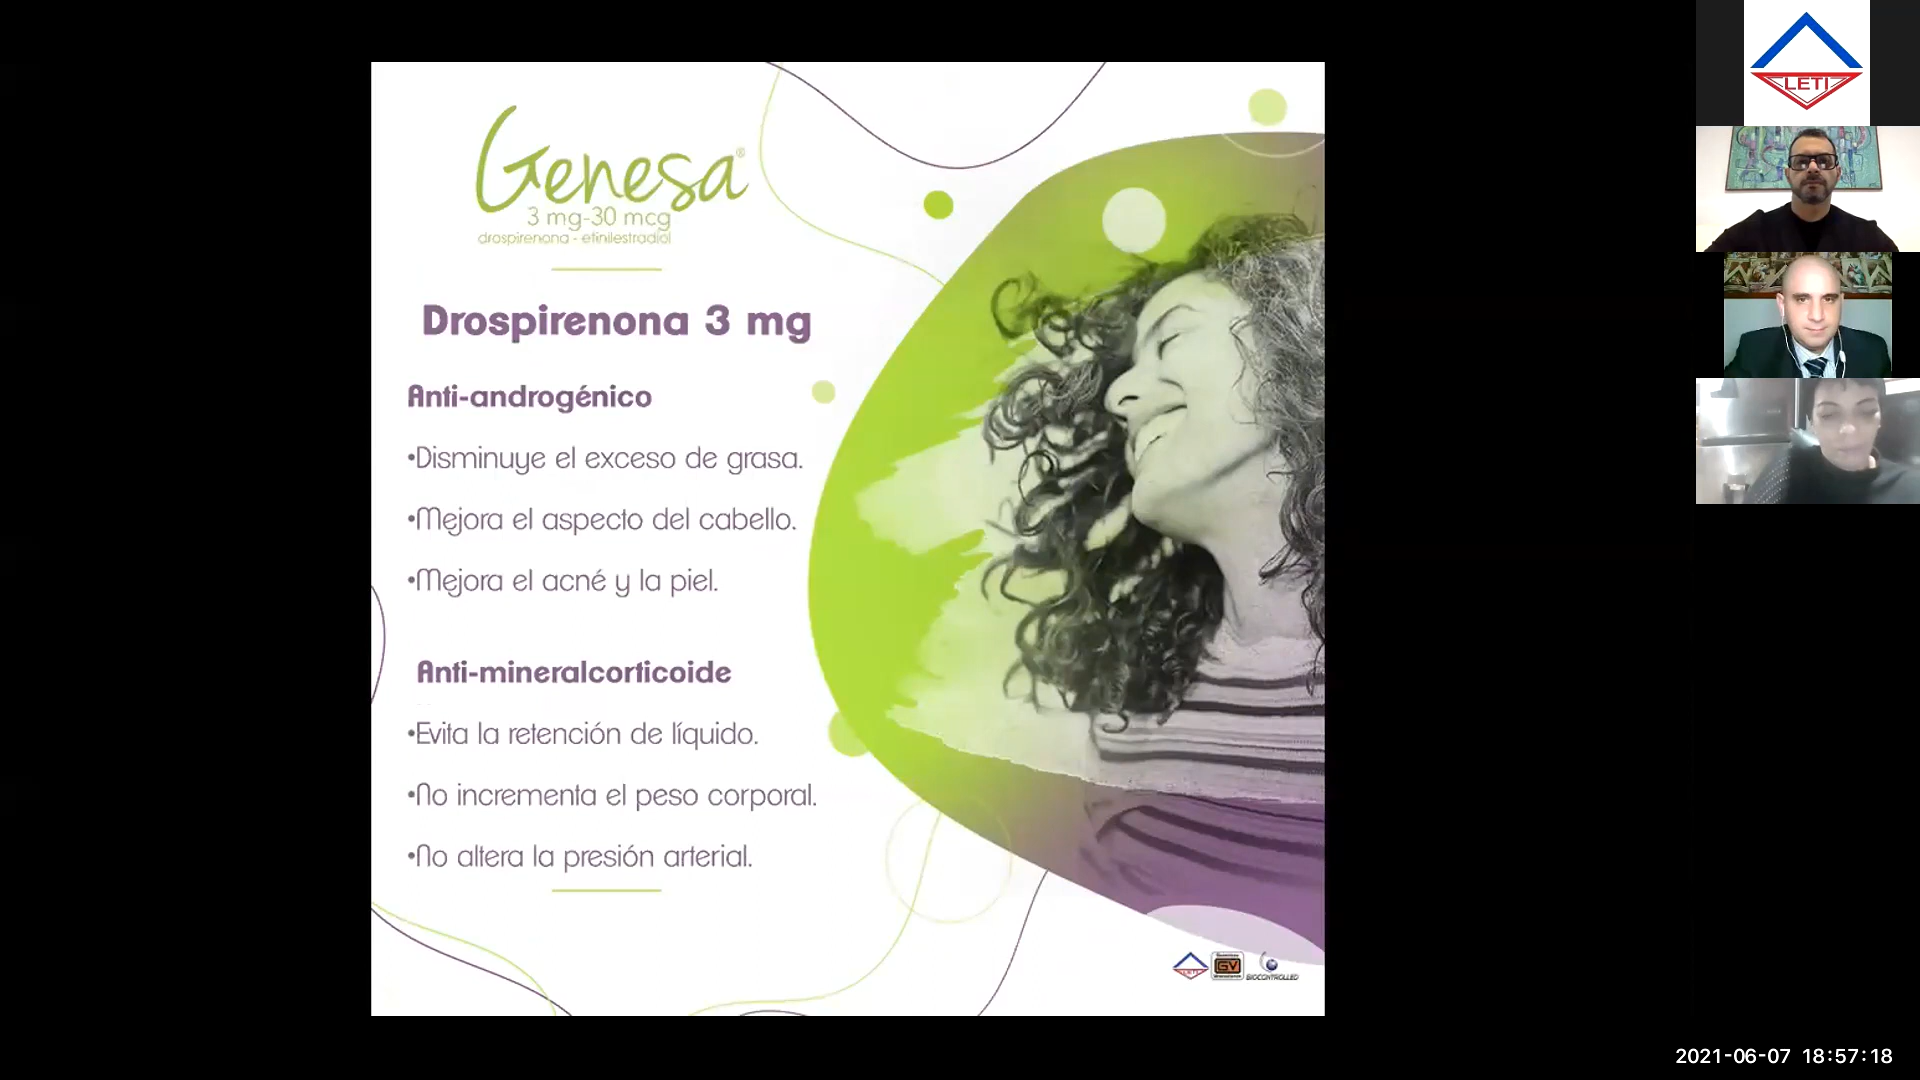 Genesa®
3 mg-30 mcg
drospirenona - etinilestradiol
Drospirenona 3 mg
Anti-androgénico
•Disminuye el exceso de grasa.
•Mejora el aspecto del cabello.
•Mejora el acné y la piel.
Anti-mineralcorticoide
•Evita la retención de líquido.
•No incrementa el peso corporal.
•No altera la presión arterial.
LETI
GV
BIOCONTROLLED
LETI
2021-06-07 18:57:18